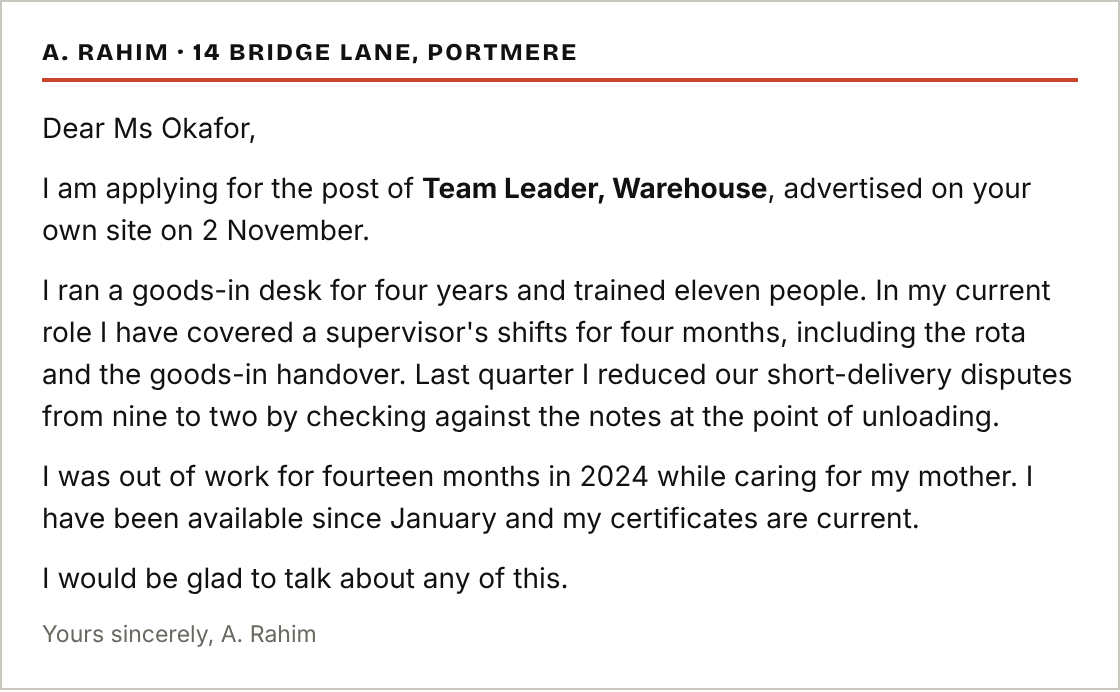 A. RAHIM · 14 BRIDGE LANE, PORTMERE
Dear Ms Okafor,
I am applying for the post of Team Leader, Warehouse, advertised on your
own site on 2 November.
I ran a goods-in desk for four years and trained eleven people. In my current
role I have covered a supervisor's shifts for four months, including the rota
and the goods-in handover. Last quarter I reduced our short-delivery disputes
from nine to two by checking against the notes at the point of unloading.
I was out of work for fourteen months in 2024 while caring for my mother. I
have been available since January and my certificates are current.
I would be glad to talk about any of this.
Yours sincerely, A. Rahim